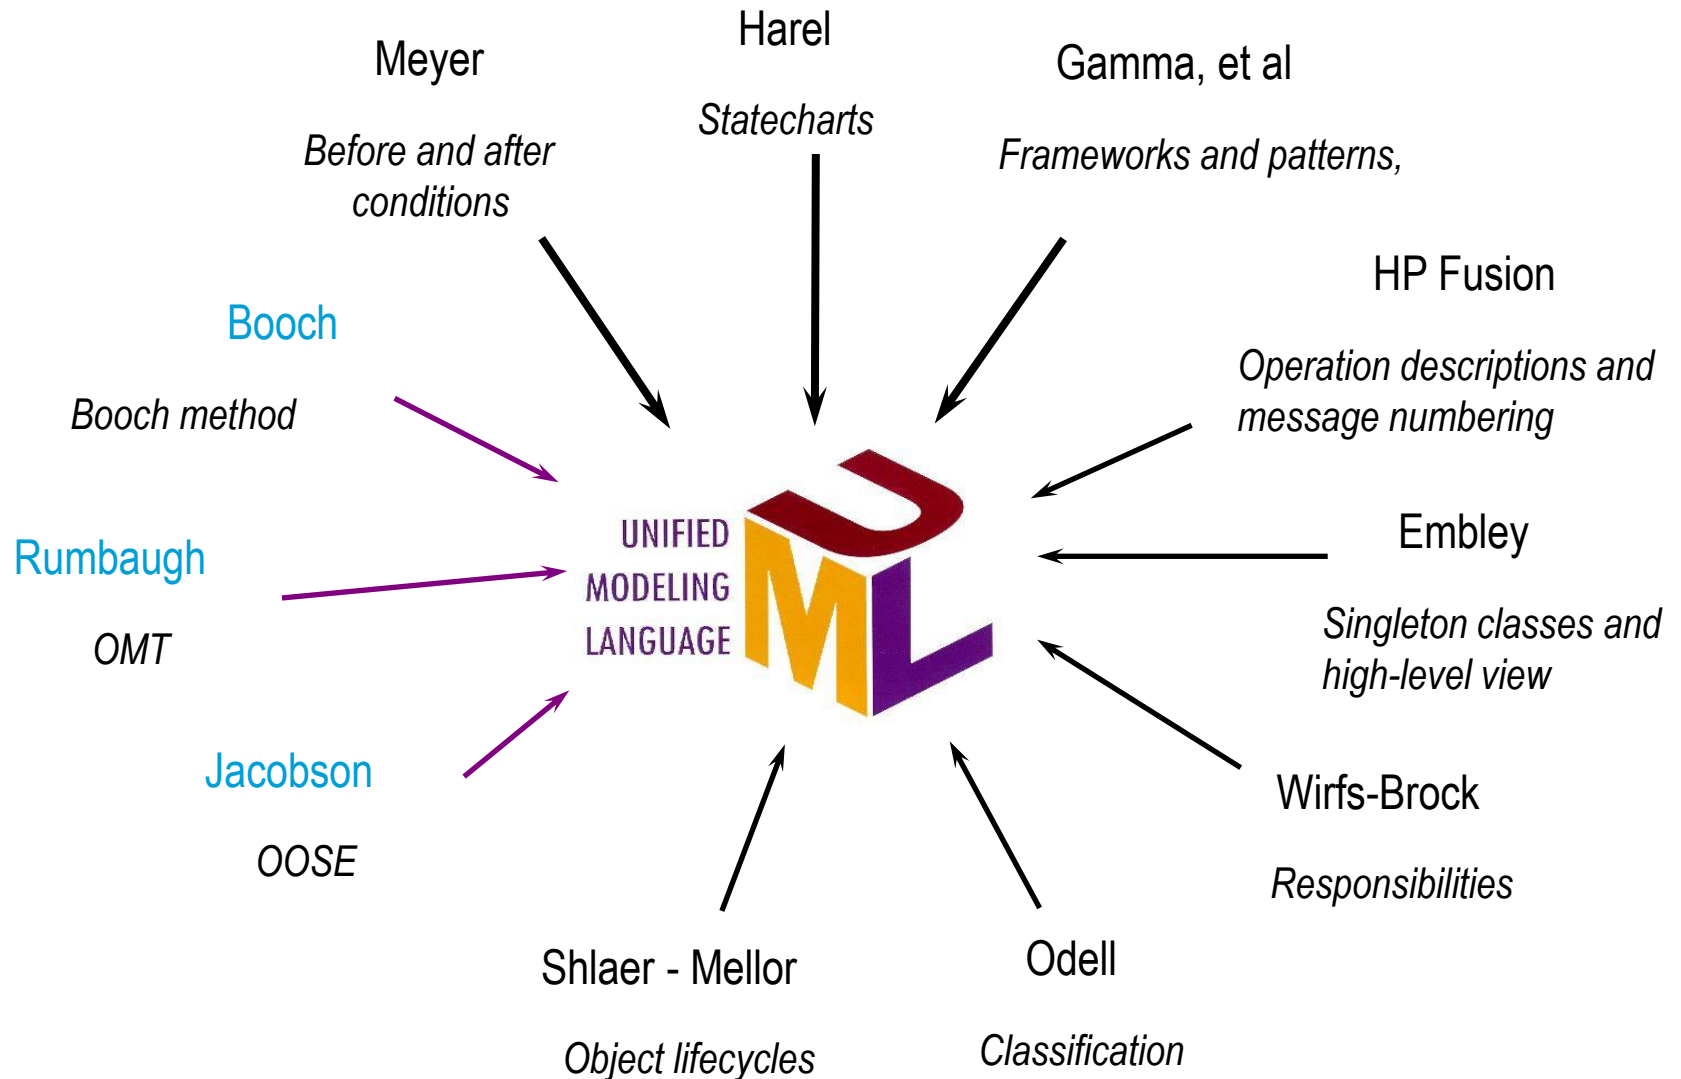 Harel
Meyer
Gamma, et al
Statecharts
Before and after
conditions
Frameworks and patterns,
HP Fusion
Booch
Operation descriptions and
message numbering
Booch method
UNIFIED
MODELING
LANGUAGE
UML
Embley
Rumbaugh
Singleton classes and
high-level view
OMT
Jacobson
Wirfs-Brock
OOSE
Responsibilities
Shlaer - Mellor
Odell
Object lifecycles
Classification